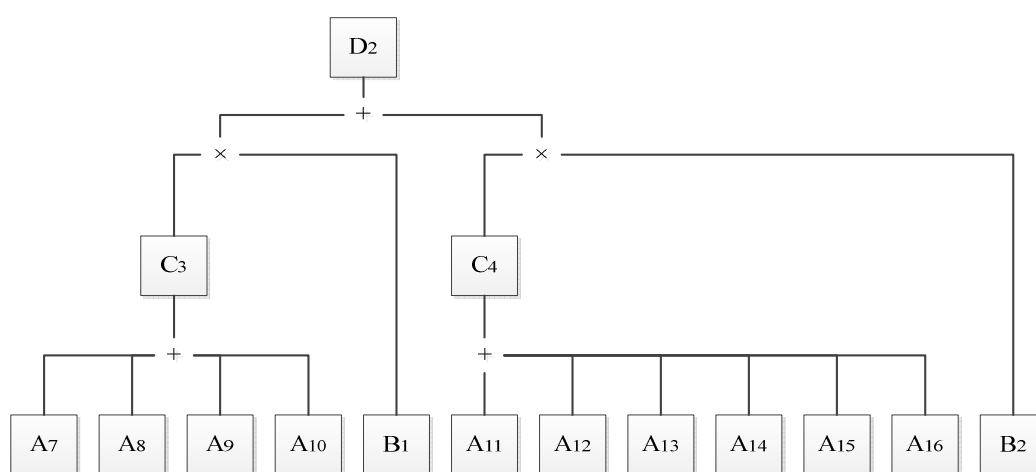 D2
+
× ×
C3 C4
+ +
A7 A8 A9 A10 B1 A11 A12 A13 A14 A15 A16 B2